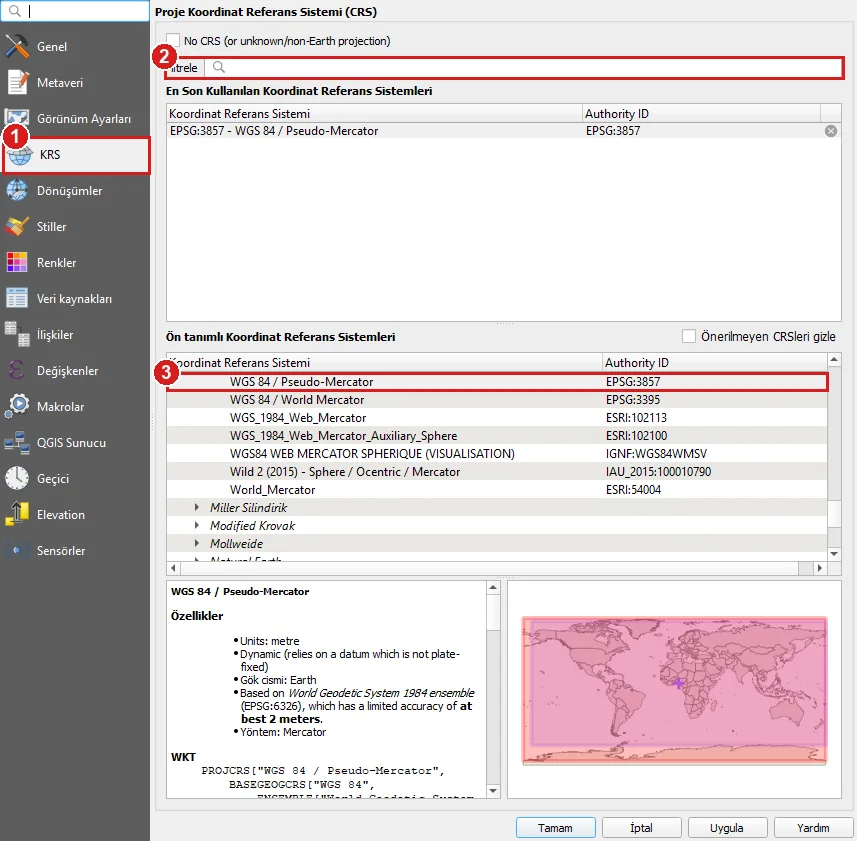 Proje Koordinat Referans Sistemi (CRS)
Genel
Metaveri
Görünüm Ayarları
1
KRS
Dönüşümler
Stiller
Renkler
Veri kaynakları
İlişkiler
Değişkenler
Makrolar
QGIS Sunucu
Geçici
Elevation
Sensörler
No CRS (or unknown/non-Earth projection)
2
En Son Kullanılan Koordinat Referans Sistemleri
Koordinat Referans Sistemi Authority ID
EPSG:3857 - WGS 84 / Pseudo-Mercator EPSG:3857
Ön tanımlı Koordinat Referans Sistemleri Önerilmeyen CRSleri gizle
Koordinat Referans Sistemi Authority ID
3
WGS 84 / Pseudo-Mercator EPSG:3857
WGS 84 / World Mercator EPSG:3395
WGS_1984_Web_Mercator ESRI:102113
WGS_1984_Web_Mercator_Auxiliary_Sphere ESRI:102100
WGS84 WEB MERCATOR SPHERIQUE (VISUALISATION) IGNF:WGS84WMSV
Wild 2 (2015) - Sphere / Ocentric / Mercator IAU_2015:100010790
World_Mercator ESRI:54004
Miller Silindirik
Modified Krovak
Mollweide
Natural Earth
WGS 84 / Pseudo-Mercator
Özellikler
• Units: metre
• Dynamic (relies on a datum which is not plate-
fixed)
• Gök cismi: Earth
• Based on World Geodetic System 1984 ensemble
(EPSG:6326), which has a limited accuracy of at
best 2 meters.
• Yöntem: Mercator
WKT
PROJCRS["WGS 84 / Pseudo-Mercator",
BASEGEOGCRS["WGS 84",
ENSEMBLE["World Geodetic System
Tamam İptal Uygula Yardım